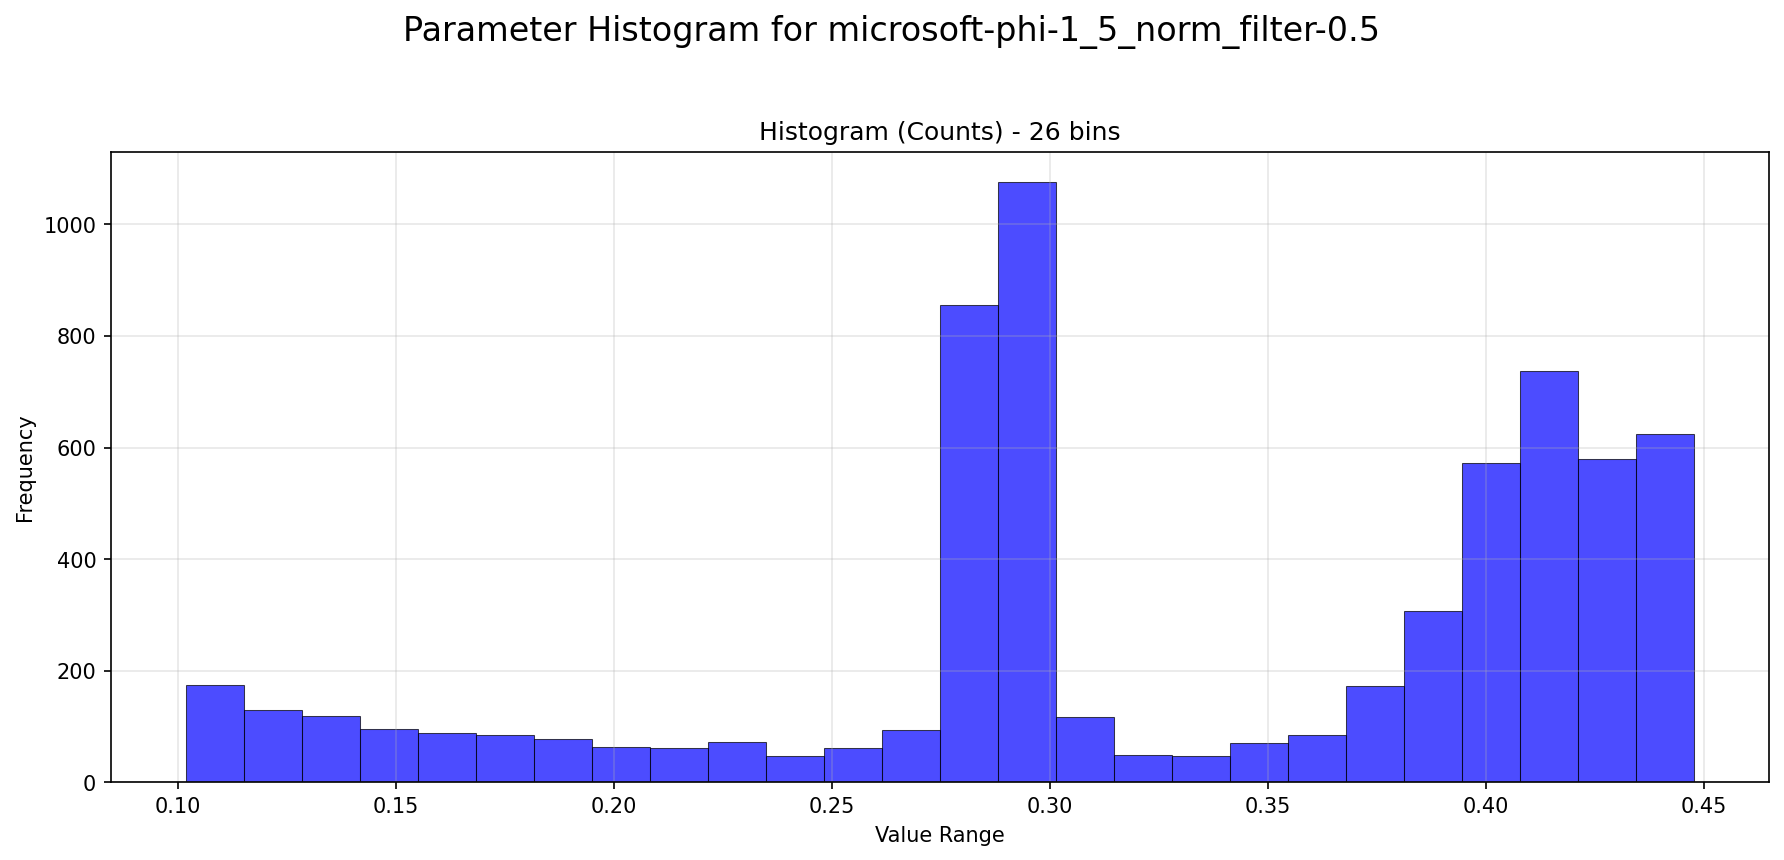 Parameter Histogram for microsoft-phi-1_5_norm_filter-0.5
Histogram (Counts) - 26 bins
Frequency
1000
800
600
400
200
0
0.10 0.15 0.20 0.25 0.30 0.35 0.40 0.45
Value Range